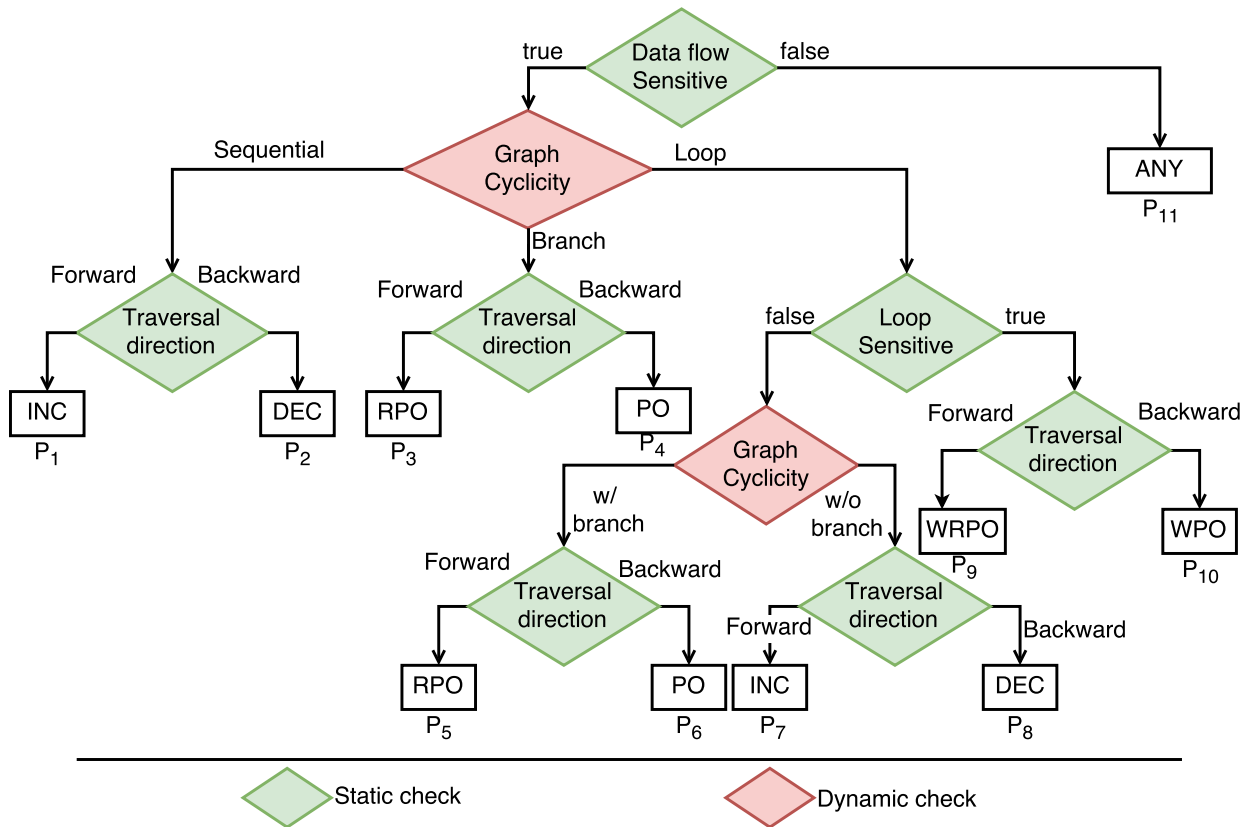 true
Data flow
Sensitive
false
Sequential
Graph
Cyclicity
Loop
ANY
P11
Branch
Forward
Backward
Traversal
direction
Forward
Backward
Traversal
direction
false
Loop
Sensitive
true
INC
P1
DEC
P2
RPO
P3
PO
P4
Graph
Cyclicity
Forward
Backward
Traversal
direction
w/
branch
w/o
branch
WRPO
P9
WPO
P10
Forward
Backward
Traversal
direction
Forward
Traversal
direction
Backward
RPO
P5
PO
P6
INC
P7
DEC
P8
Static check
Dynamic check